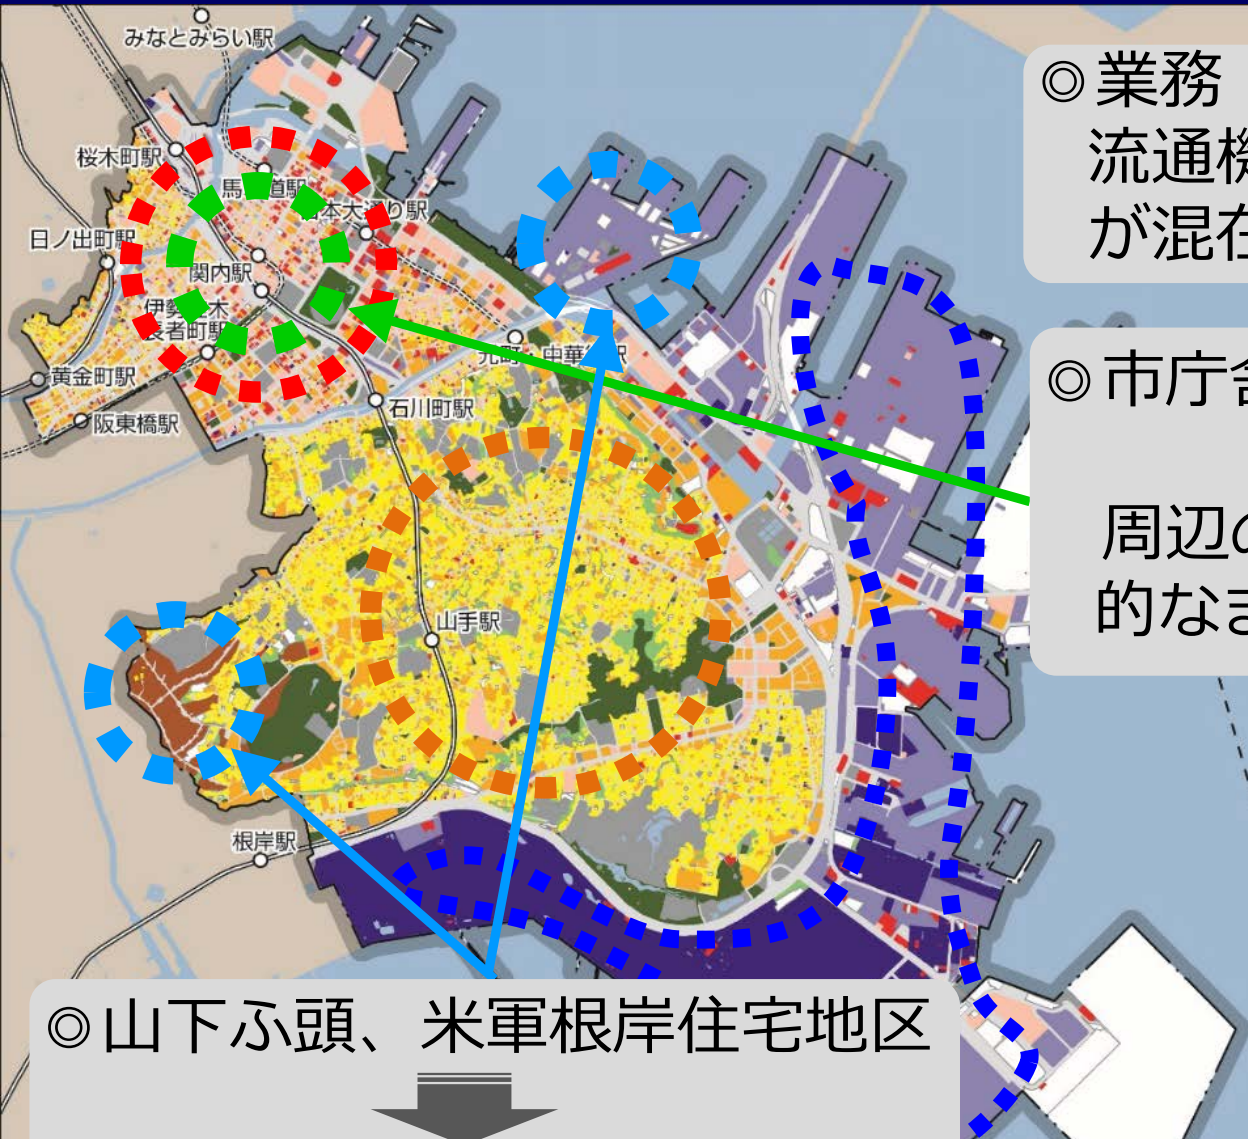 みなとみらい駅
◎業務
流通機
が混在
桜木町駅
馬車道駅
日本大通り駅
日ノ出町駅
関内駅
伊勢佐木
長者町駅
元町・中華街駅
◎市庁舎
黄金町駅
石川町駅
阪東橋駅
周辺の
的なま
山手駅
根岸駅
◎山下ふ頭、米軍根岸住宅地区